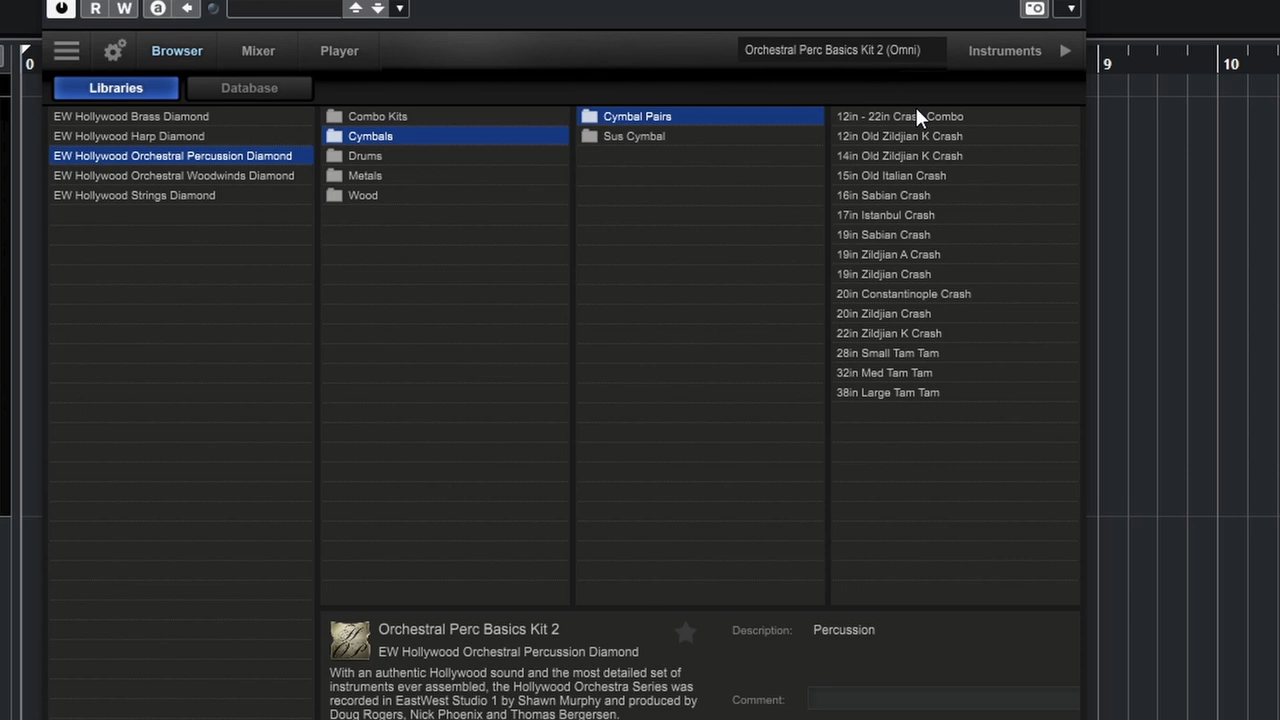 R W a
Browser Mixer Player Orchestral Perc Basics Kit 2 (Omni) Instruments
0 9 10
Libraries Database
EW Hollywood Brass Diamond
EW Hollywood Harp Diamond
EW Hollywood Orchestral Percussion Diamond
EW Hollywood Orchestral Woodwinds Diamond
EW Hollywood Strings Diamond
Combo Kits
Cymbals
Drums
Metals
Wood
Cymbal Pairs
Sus Cymbal
12in - 22in Crash Combo
12in Old Zildjian K Crash
14in Old Zildjian K Crash
15in Old Italian Crash
16in Sabian Crash
17in Istanbul Crash
19in Sabian Crash
19in Zildjian A Crash
19in Zildjian Crash
20in Constantinople Crash
20in Zildjian Crash
22in Zildjian K Crash
28in Small Tam Tam
32in Med Tam Tam
38in Large Tam Tam
Orchestral Perc Basics Kit 2
EW Hollywood Orchestral Percussion Diamond
With an authentic Hollywood sound and the most detailed set of
instruments ever assembled, the Hollywood Orchestra Series was
recorded in EastWest Studio 1 by Shawn Murphy and produced by
Doug Rogers, Nick Phoenix and Thomas Bergersen.
Description: Percussion
Comment: